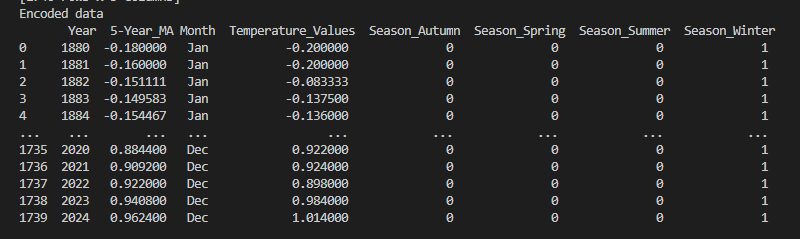 Encoded data
Year 5-Year_MA Month Temperature_Values Season_Autumn Season_Spring Season_Summer Season_Winter
0 1880 -0.180000 Jan -0.200000 0 0 0 1
1 1881 -0.160000 Jan -0.200000 0 0 0 1
2 1882 -0.151111 Jan -0.083333 0 0 0 1
3 1883 -0.149583 Jan -0.137500 0 0 0 1
4 1884 -0.154467 Jan -0.136000 0 0 0 1
... ... ... ... ... ... ... ... ...
1735 2020 0.884400 Dec 0.922000 0 0 0 1
1736 2021 0.909200 Dec 0.924000 0 0 0 1
1737 2022 0.922000 Dec 0.898000 0 0 0 1
1738 2023 0.940800 Dec 0.984000 0 0 0 1
1739 2024 0.962400 Dec 1.014000 0 0 0 1